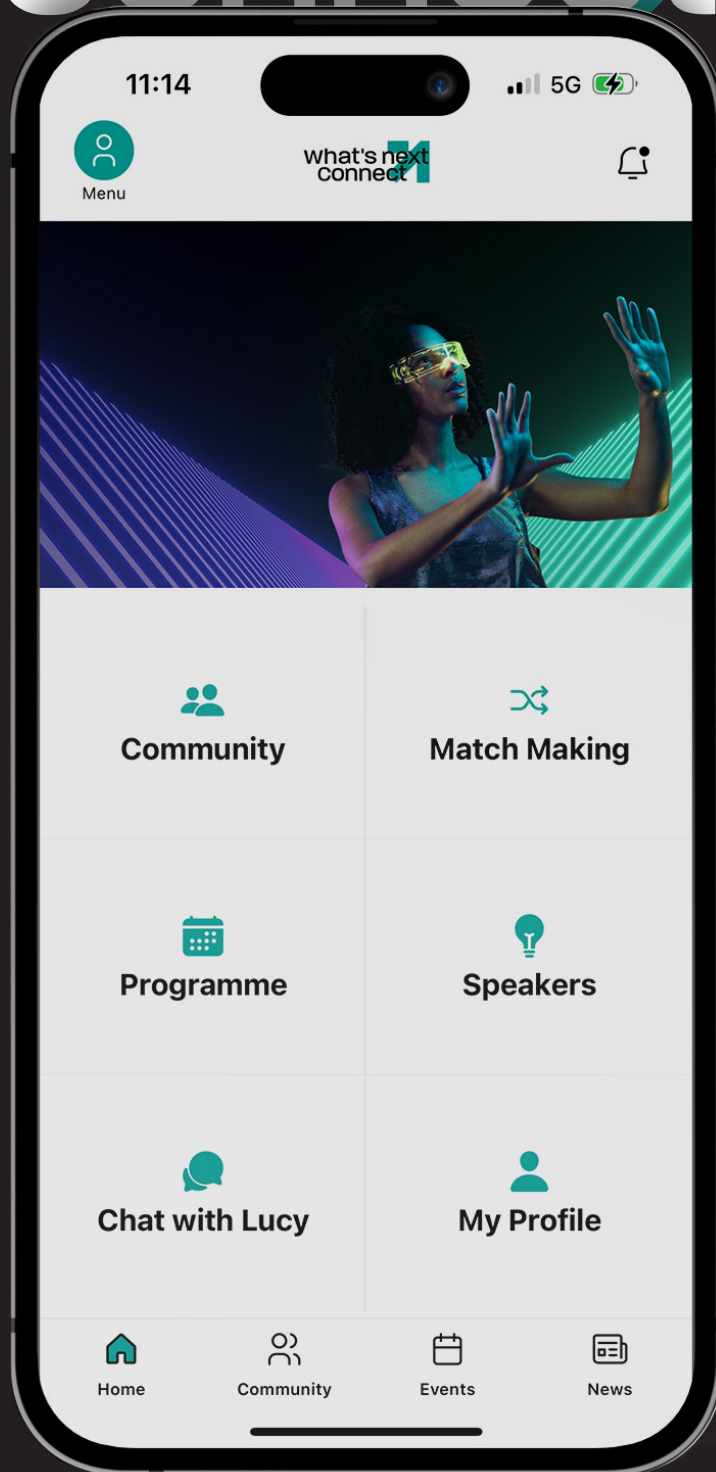 11:14
5G
Menu
what's next
connect
Community
Match Making
Programme
Speakers
Chat with Lucy
My Profile
Home
Community
Events
News